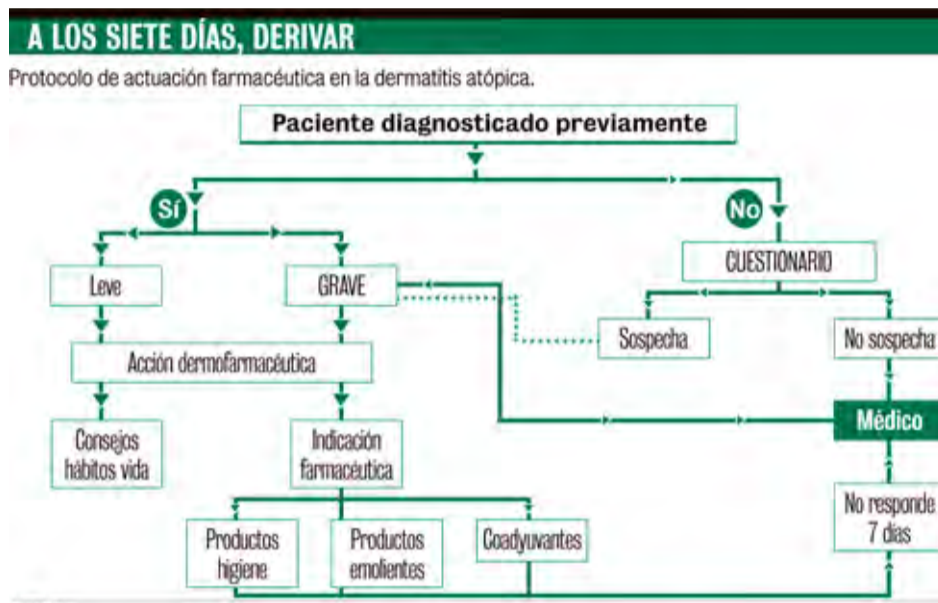 A LOS SIETE DÍAS, DERIVAR
Protocolo de actuación farmacéutica en la dermatitis atópica.
Paciente diagnosticado previamente
Sí
No
CUESTIONARIO
Leve
GRAVE
Sospecha
No sospecha
Acción dermofarmacéutica
Médico
Consejos
hábitos vida
Indicación
farmacéutica
No responde
7 días
Productos
higiene
Productos
emolientes
Coadyuvantes